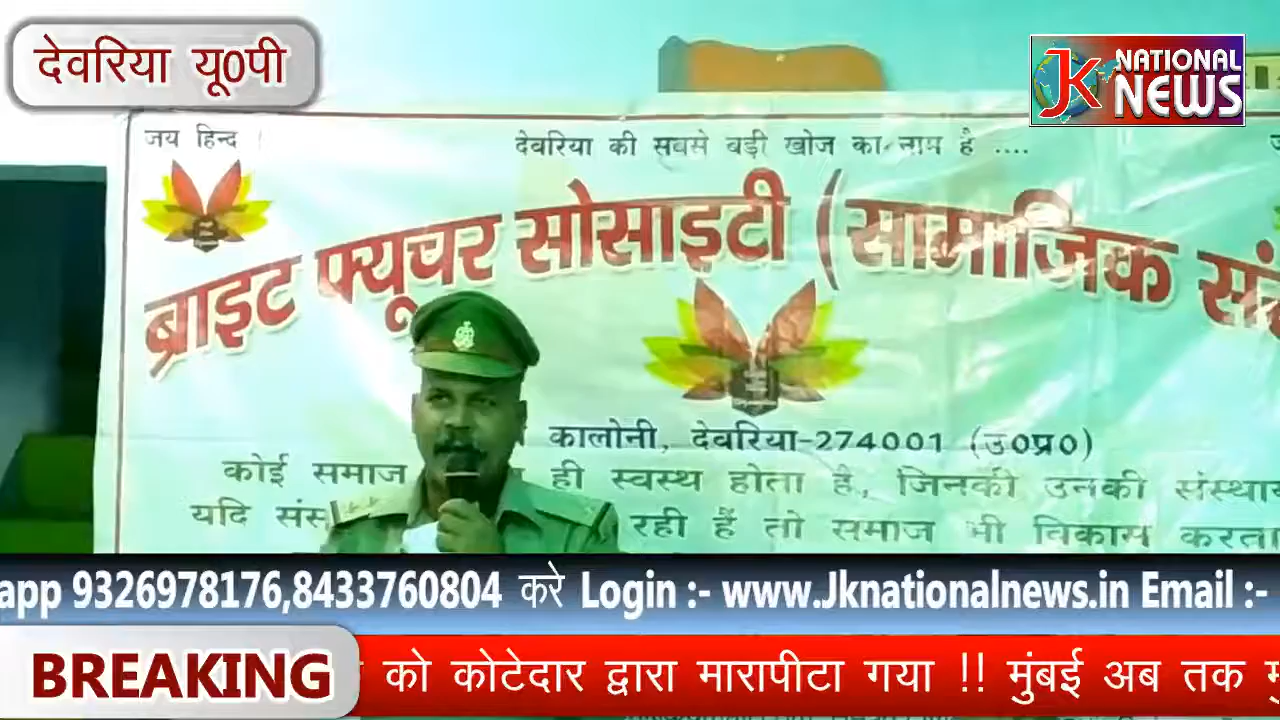 देवरिया यू0पी
JK NATIONAL NEWS
जय हिन्द
देवरिया की सबसे बड़ी खोज का नाम है ....
ब्राइट फ्यूचर सोसाइटी (सामाजिक
कालोनी, देवरिया-274001 (उ0प्र0)
कोई समाज ही स्वस्थ होता है, जिनकी उनकी
यदि रही हैं तो समाज भी विकास करता
app 9326978176,8433760804 करे Login :- www.Jknationalnews.in Email :-
BREAKING
को कोटेदार द्वारा मारापीटा गया !! मुंबई अब तक